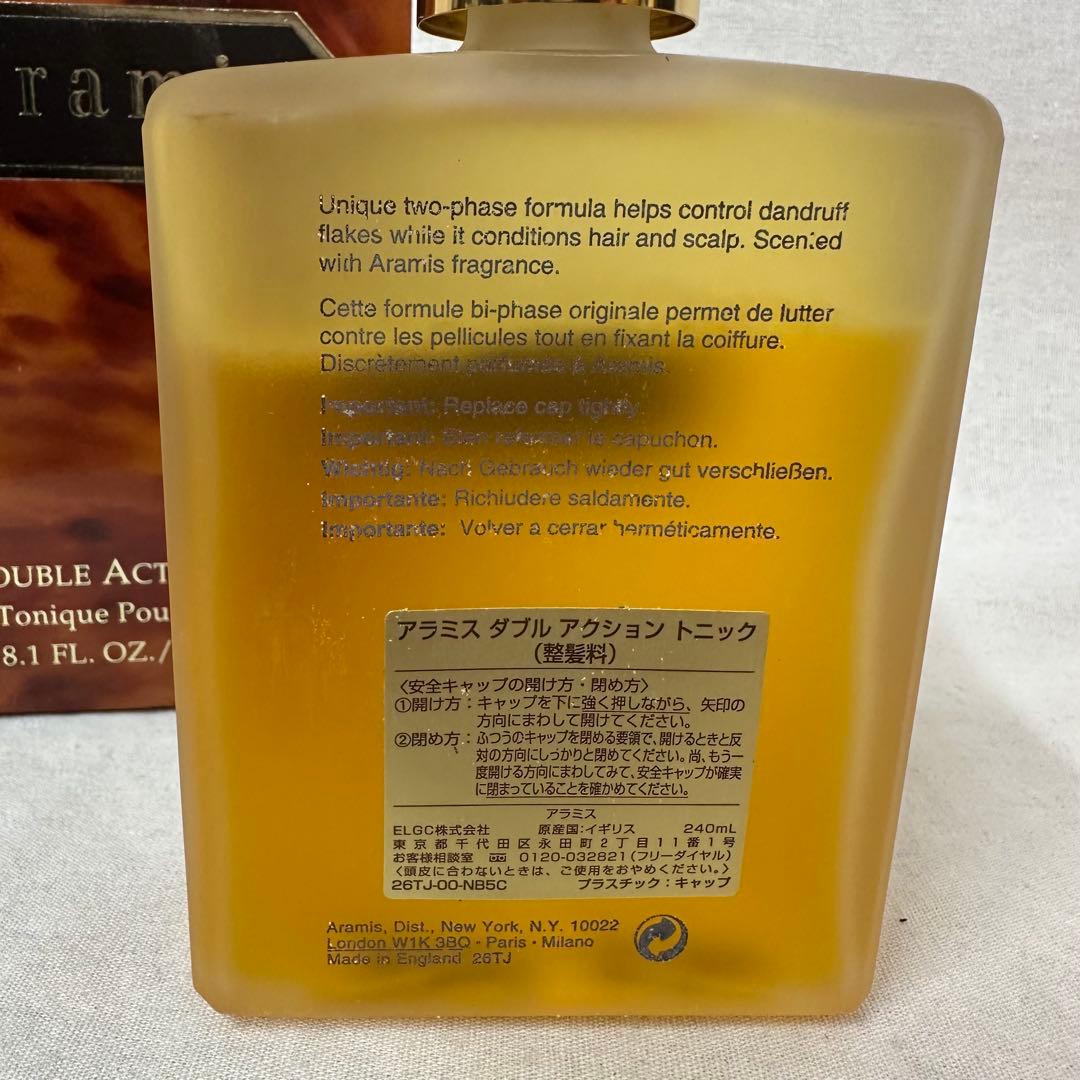 rami
OUBLE ACT
Tonique Pou
8.1 FL. OZ./
Unique two-phase formula helps control dandruff
flakes while it conditions hair and scalp. Scented
with Aramis fragrance.
Cette formule bi-phase originale permet de lutter
contre les pellicules tout en fixant la coiffure.
Discrètement parfumée à Aramis.
Important: Replace cap tightly.
Important: Bien refermer le capuchon.
Wichtig: Nach Gebrauch wieder gut verschließen.
Importante: Richiudere saldamente.
Importante: Volver a cerrar herméticamente.
アラミス ダブル アクション トニック
(整髪料)
〈安全キャップの開け方・閉め方〉
①開け方：キャップを下に強く押しながら、矢印の
方向にまわして開けてください。
②閉め方：ふつうのキャップを閉める要領で、開けるときと反
対の方向にしっかりと閉めてください。尚、もう一
度開ける方向にまわしてみて、安全キャップが確実
に閉まっていることを確かめてください。
アラミス
ELGC株式会社 原産国:イギリス 240mL
東京都千代田区永田町2丁目11番1号
お客様相談室 0120-032821(フリーダイヤル)
〈頭皮に合わないときは、ご使用をおやめください。〉
26TJ-00-NB5C プラスチック：キャップ
Aramis, Dist., New York, N.Y. 10022
London W1K 3BQ · Paris · Milano
Made in England 26TJ